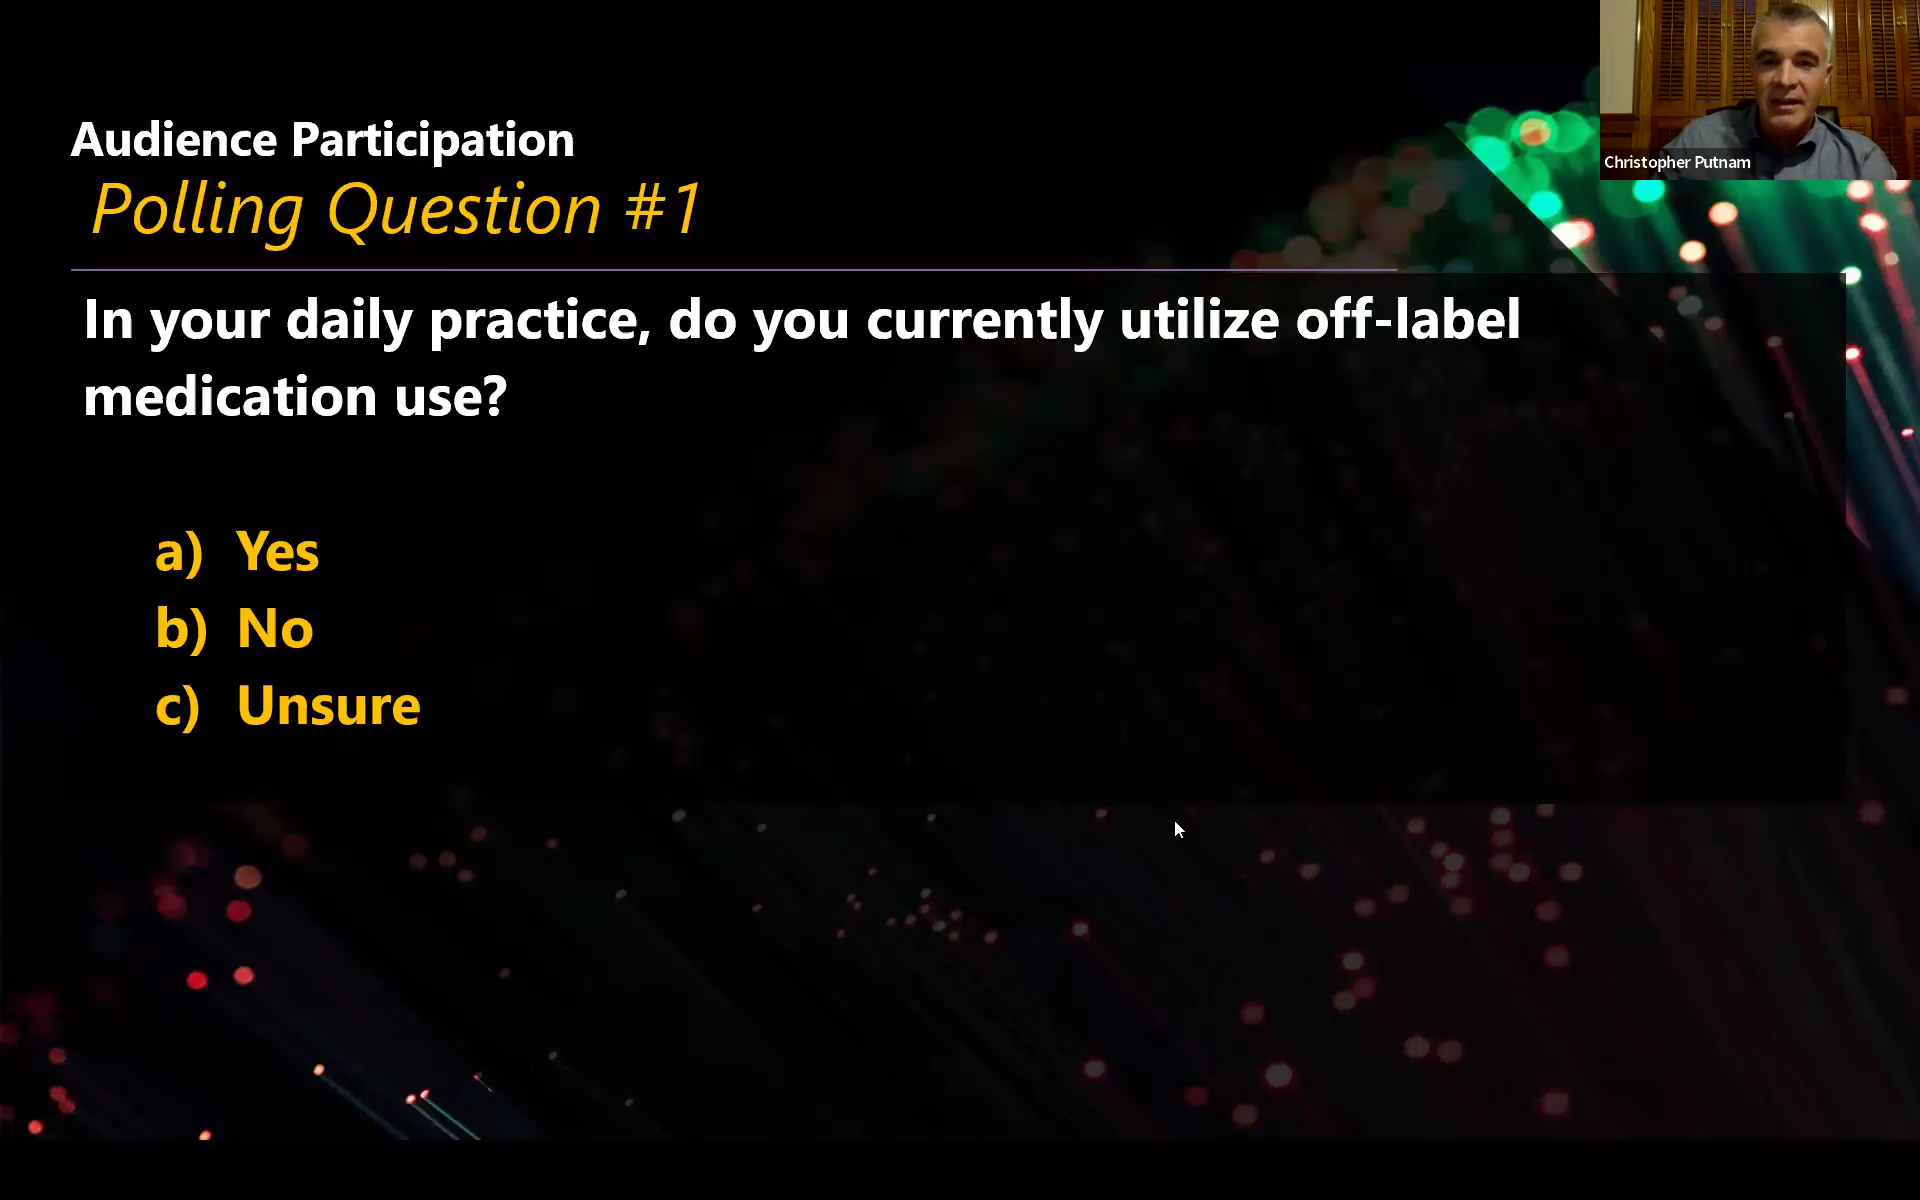 Audience Participation
Polling Question #1
Christopher Putnam
In your daily practice, do you currently utilize off-label
medication use?
a) Yes
b) No
c) Unsure